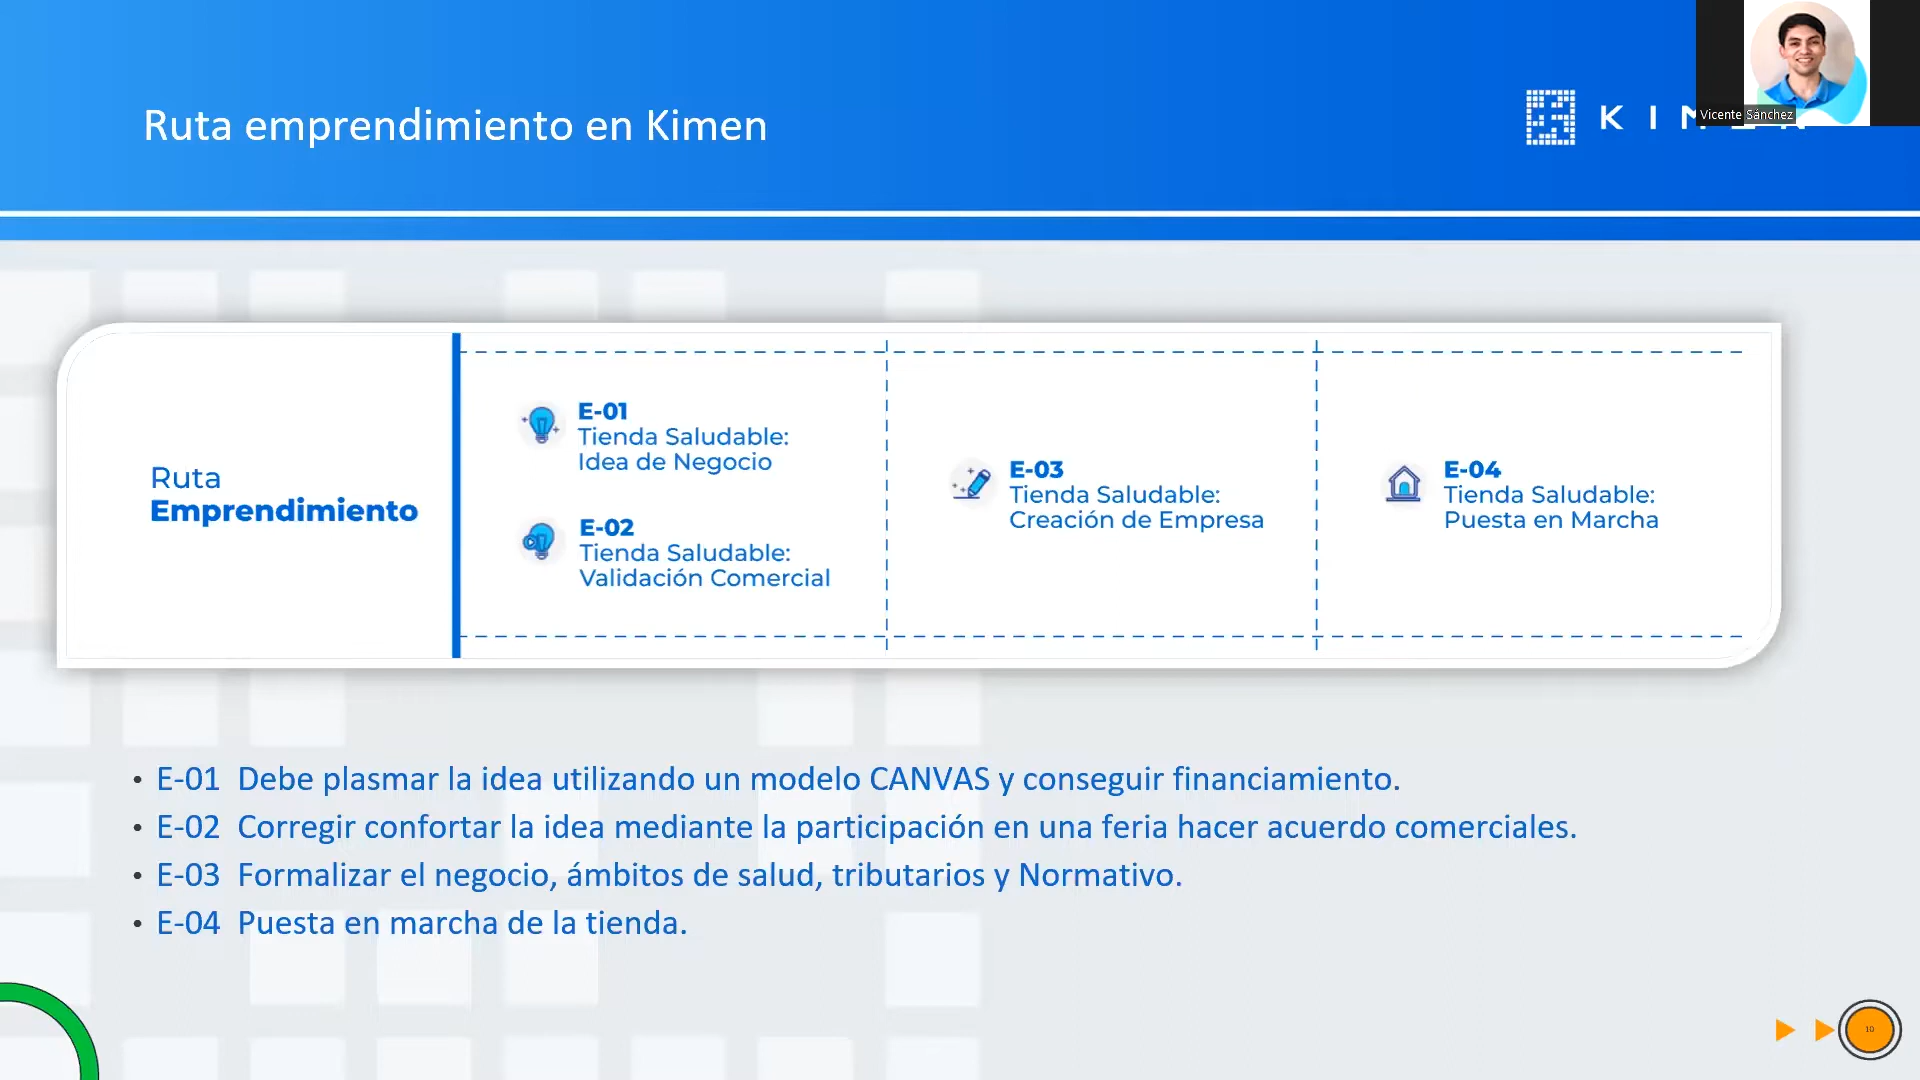 Ruta emprendimiento en Kimen
K I M E N
Vicente Sánchez
Ruta
Emprendimiento
E-01
Tienda Saludable:
Idea de Negocio
E-02
Tienda Saludable:
Validación Comercial
E-03
Tienda Saludable:
Creación de Empresa
E-04
Tienda Saludable:
Puesta en Marcha
• E-01 Debe plasmar la idea utilizando un modelo CANVAS y conseguir financiamiento.
• E-02 Corregir confortar la idea mediante la participación en una feria hacer acuerdo comerciales.
• E-03 Formalizar el negocio, ámbitos de salud, tributarios y Normativo.
• E-04 Puesta en marcha de la tienda.
10